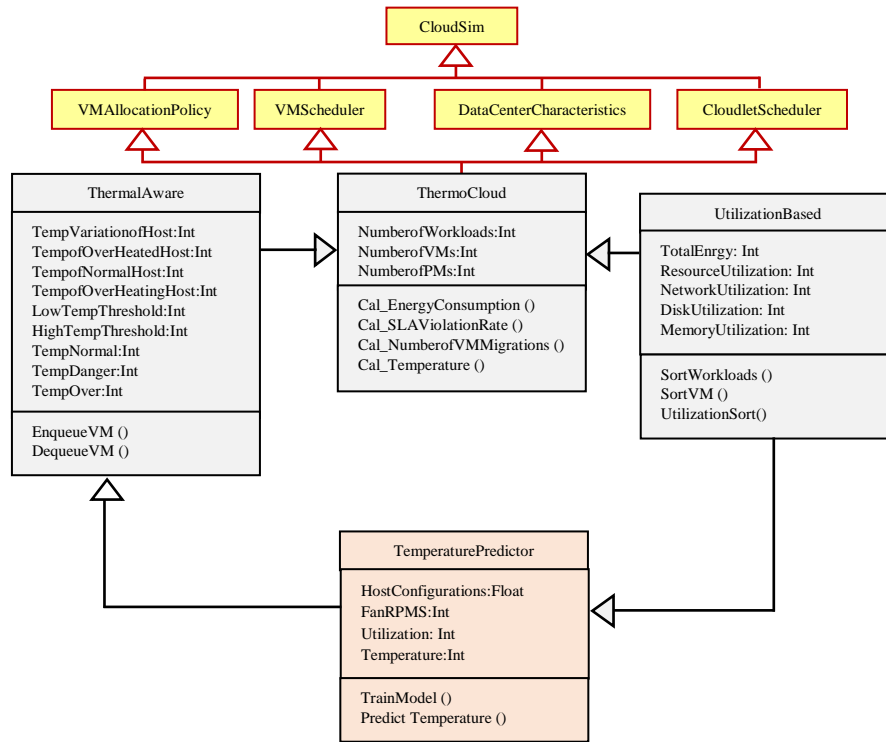 CloudSim
VMAllocationPolicy
VMScheduler
DataCenterCharacteristics
CloudletScheduler
ThermalAware
TempVariationofHost:Int
TempofOverHeatedHost:Int
TempofNormalHost:Int
TempofOverHeatingHost:Int
LowTempThreshold:Int
HighTempThreshold:Int
TempNormal:Int
TempDanger:Int
TempOver:Int
EnqueueVM ()
DequeueVM ()
ThermoCloud
NumberofWorkloads:Int
NumberofVMs:Int
NumberofPMs:Int
Cal_EnergyConsumption ()
Cal_SLAViolationRate ()
Cal_NumberofVMMigrations ()
Cal_Temperature ()
UtilizationBased
TotalEnrgy: Int
ResourceUtilization: Int
NetworkUtilization: Int
DiskUtilization: Int
MemoryUtilization: Int
SortWorkloads ()
SortVM ()
UtilizationSort()
TemperaturePredictor
HostConfigurations:Float
FanRPMS:Int
Utilization: Int
Temperature:Int
TrainModel ()
Predict Temperature ()